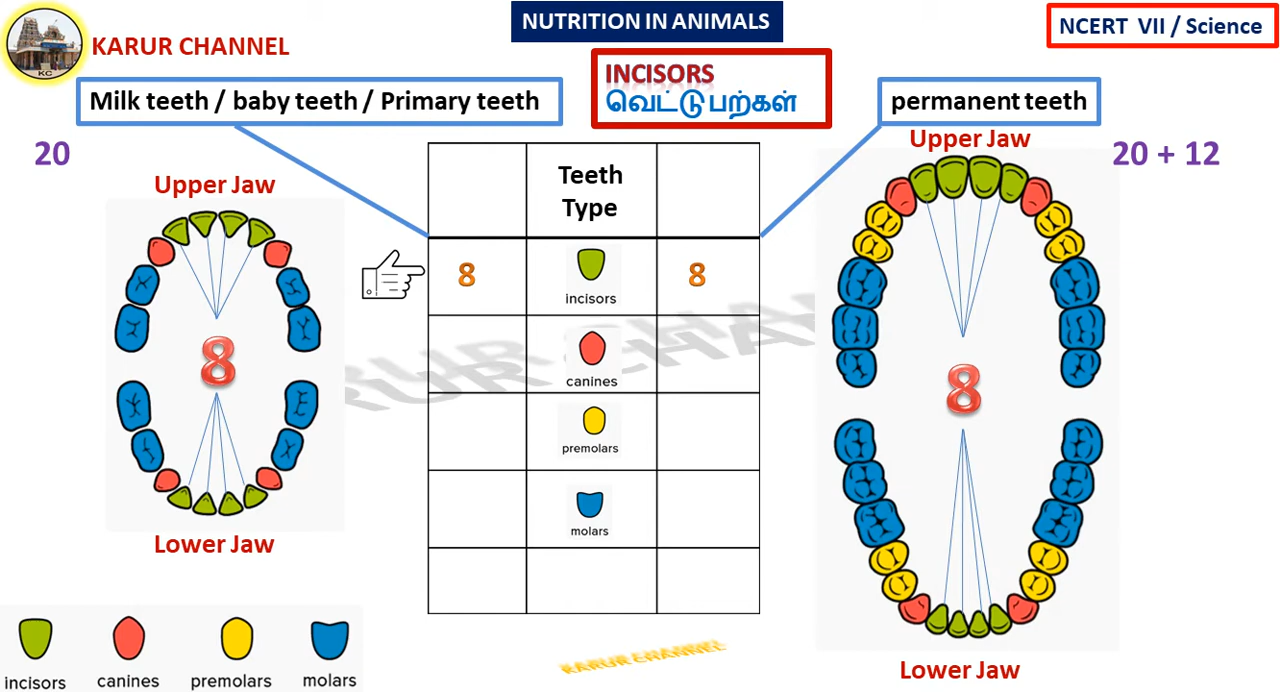 NUTRITION IN ANIMALS
NCERT VII / Science
KARUR CHANNEL
KC
INCISORS
வெட்டு பற்கள்
Milk teeth / baby teeth / Primary teeth
permanent teeth
20
20 + 12
Upper Jaw
Upper Jaw
Teeth
Type
8
incisors
8
canines
premolars
molars
8
8
Lower Jaw
Lower Jaw
KARUR CHANNEL
incisors
canines
premolars
molars